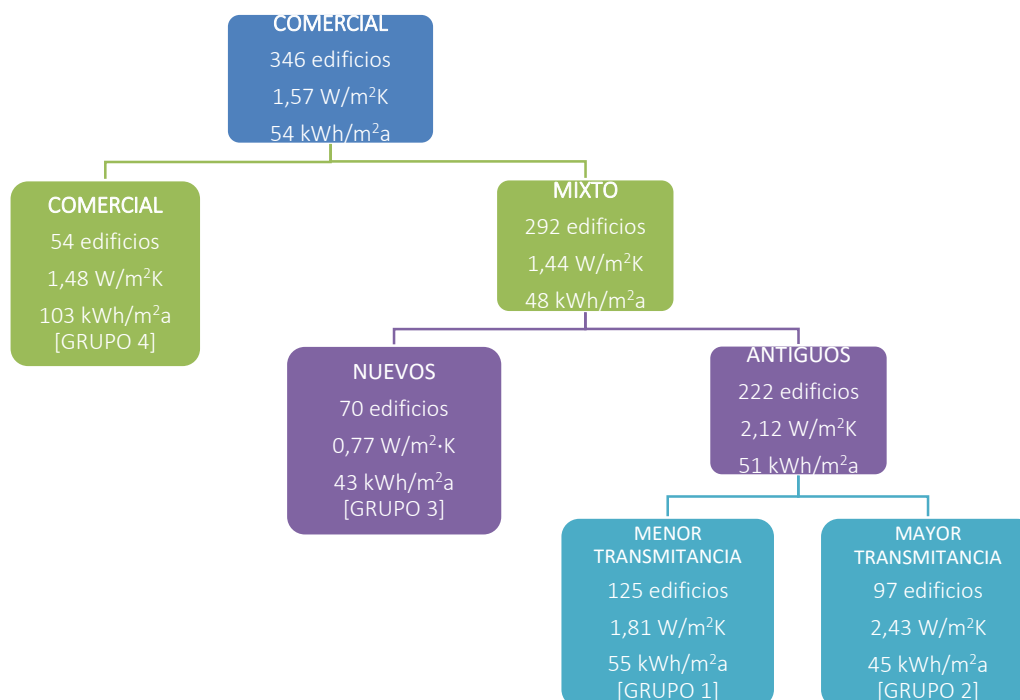 COMERCIAL
346 edificios
1,57 W/m²K
54 kWh/m²a
COMERCIAL
54 edificios
1,48 W/m²K
103 kWh/m²a
[GRUPO 4]
MIXTO
292 edificios
1,44 W/m²K
48 kWh/m²a
NUEVOS
70 edificios
0,77 W/m²·K
43 kWh/m²a
[GRUPO 3]
ANTIGUOS
222 edificios
2,12 W/m²K
51 kWh/m²a
MENOR
TRANSMITANCIA
125 edificios
1,81 W/m²K
55 kWh/m²a
[GRUPO 1]
MAYOR
TRANSMITANCIA
97 edificios
2,43 W/m²K
45 kWh/m²a
[GRUPO 2]